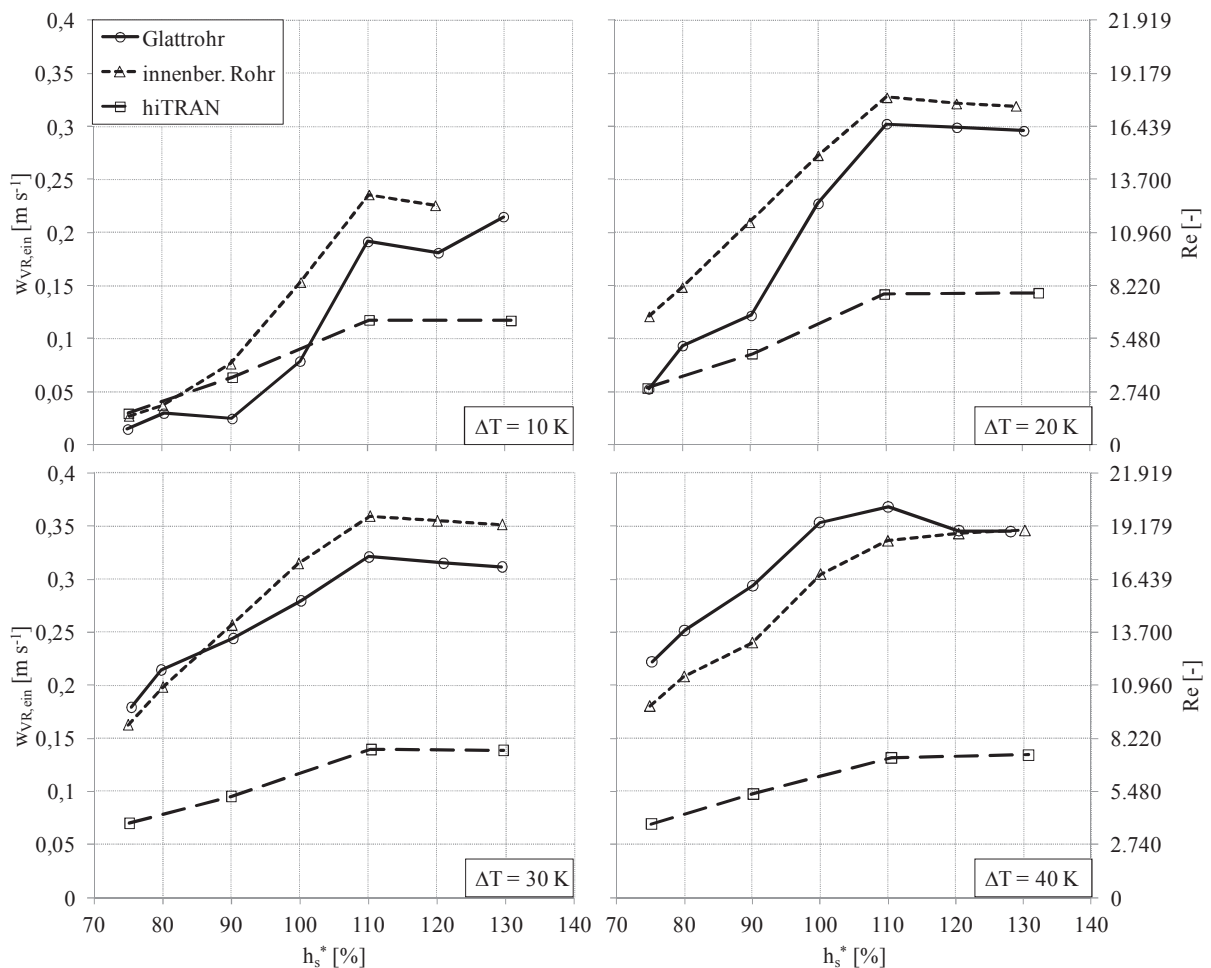 0,4
0,35
0,3
0,25
0,2
0,15
0,1
0,05
0
w_VR,ein [m s⁻¹]
Glattrohr
innenber. Rohr
hiTRAN
ΔT = 10 K
21.919
19.179
16.439
13.700
10.960
8.220
5.480
2.740
0
Re [-]
ΔT = 20 K
0,4
0,35
0,3
0,25
0,2
0,15
0,1
0,05
0
w_VR,ein [m s⁻¹]
ΔT = 30 K
70 80 90 100 110 120 130 140
h_s* [%]
21.919
19.179
16.439
13.700
10.960
8.220
5.480
2.740
0
Re [-]
ΔT = 40 K
70 80 90 100 110 120 130 140
h_s* [%]